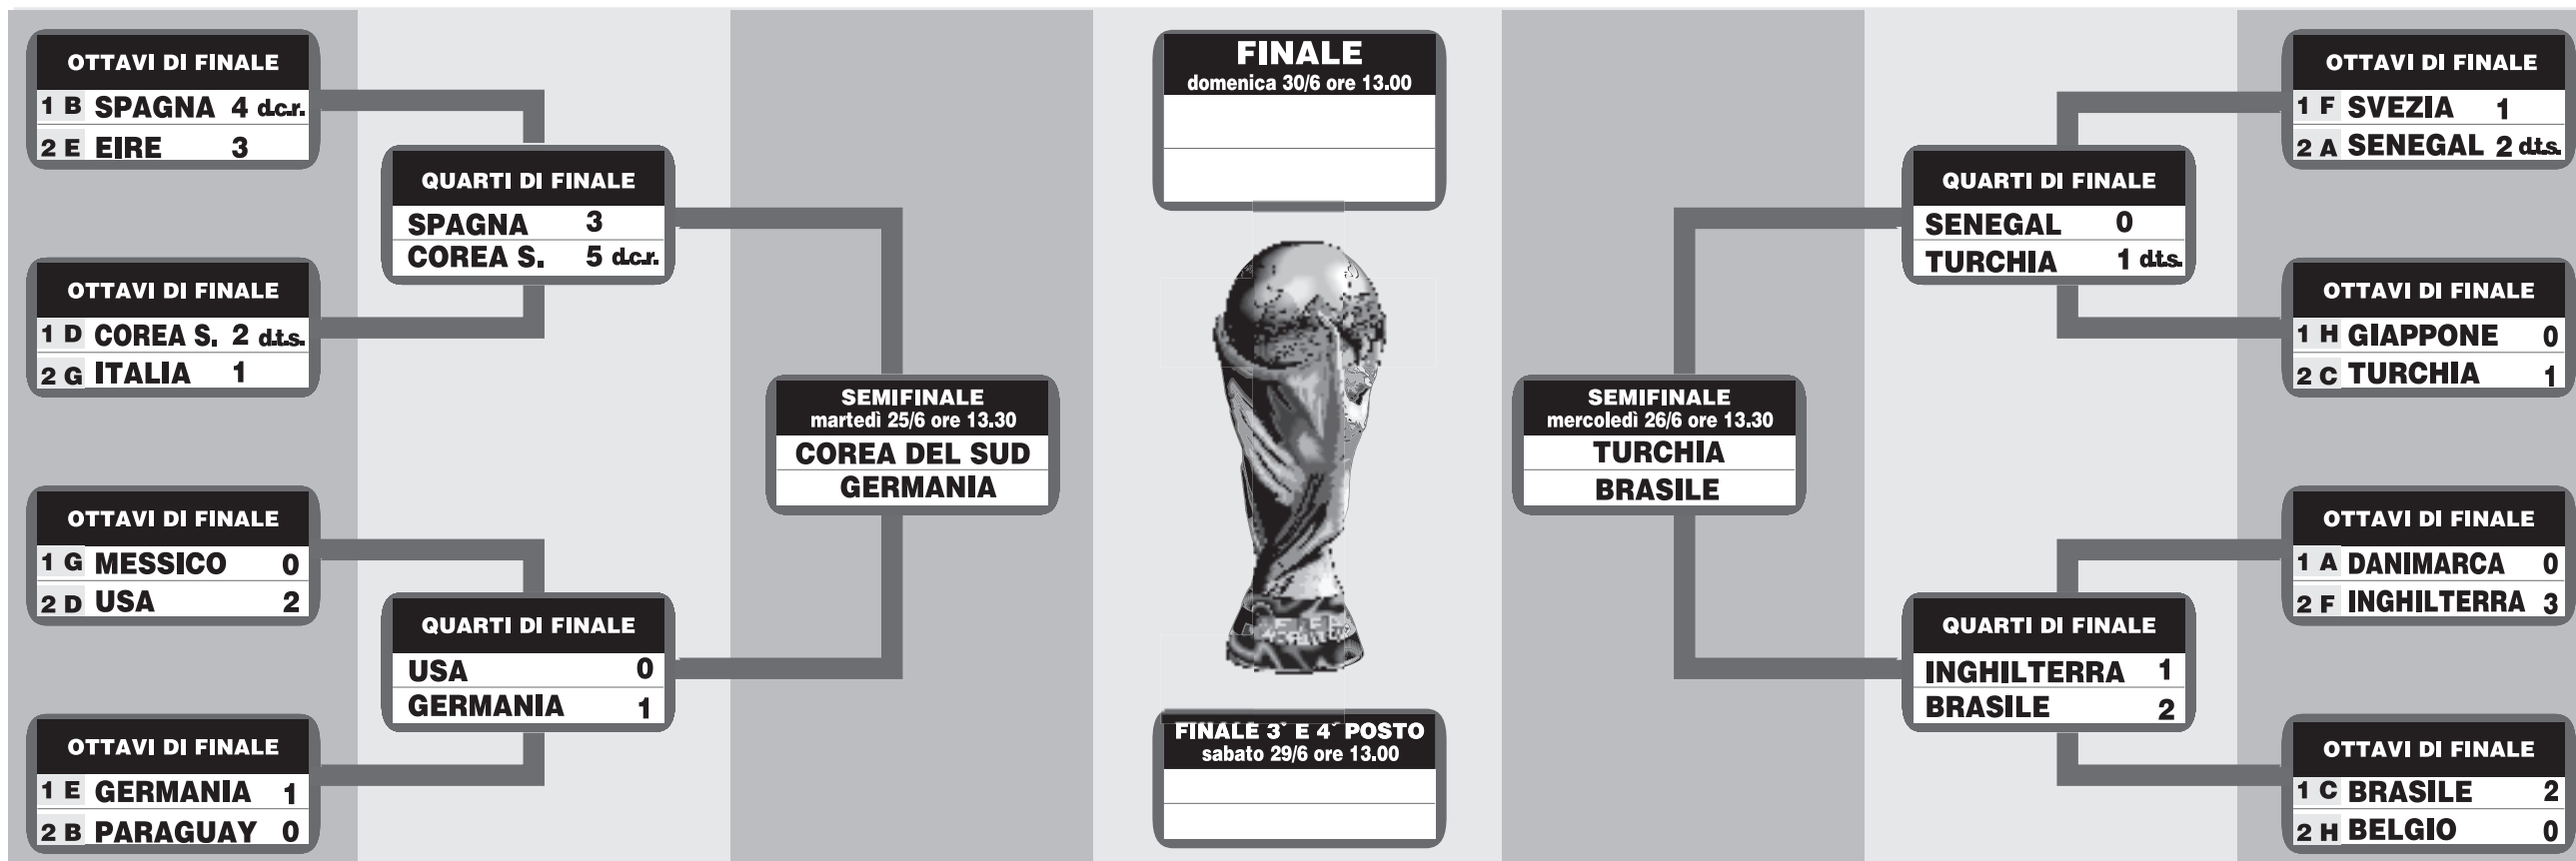 OTTAVI DI FINALE
1 B SPAGNA 4 d.c.r.
2 E EIRE 3
OTTAVI DI FINALE
1 D COREA S. 2 d.t.s.
2 G ITALIA 1
OTTAVI DI FINALE
1 G MESSICO 0
2 D USA 2
OTTAVI DI FINALE
1 E GERMANIA 1
2 B PARAGUAY 0
QUARTI DI FINALE
SPAGNA 3
COREA S. 5 d.c.r.
QUARTI DI FINALE
USA 0
GERMANIA 1
SEMIFINALE
martedì 25/6 ore 13.30
COREA DEL SUD
GERMANIA
FINALE
domenica 30/6 ore 13.00
FINALE 3° E 4° POSTO
sabato 29/6 ore 13.00
SEMIFINALE
mercoledì 26/6 ore 13.30
TURCHIA
BRASILE
QUARTI DI FINALE
SENEGAL 0
TURCHIA 1 d.t.s.
QUARTI DI FINALE
INGHILTERRA 1
BRASILE 2
OTTAVI DI FINALE
1 F SVEZIA 1
2 A SENEGAL 2 d.t.s.
OTTAVI DI FINALE
1 H GIAPPONE 0
2 C TURCHIA 1
OTTAVI DI FINALE
1 A DANIMARCA 0
2 F INGHILTERRA 3
OTTAVI DI FINALE
1 C BRASILE 2
2 H BELGIO 0